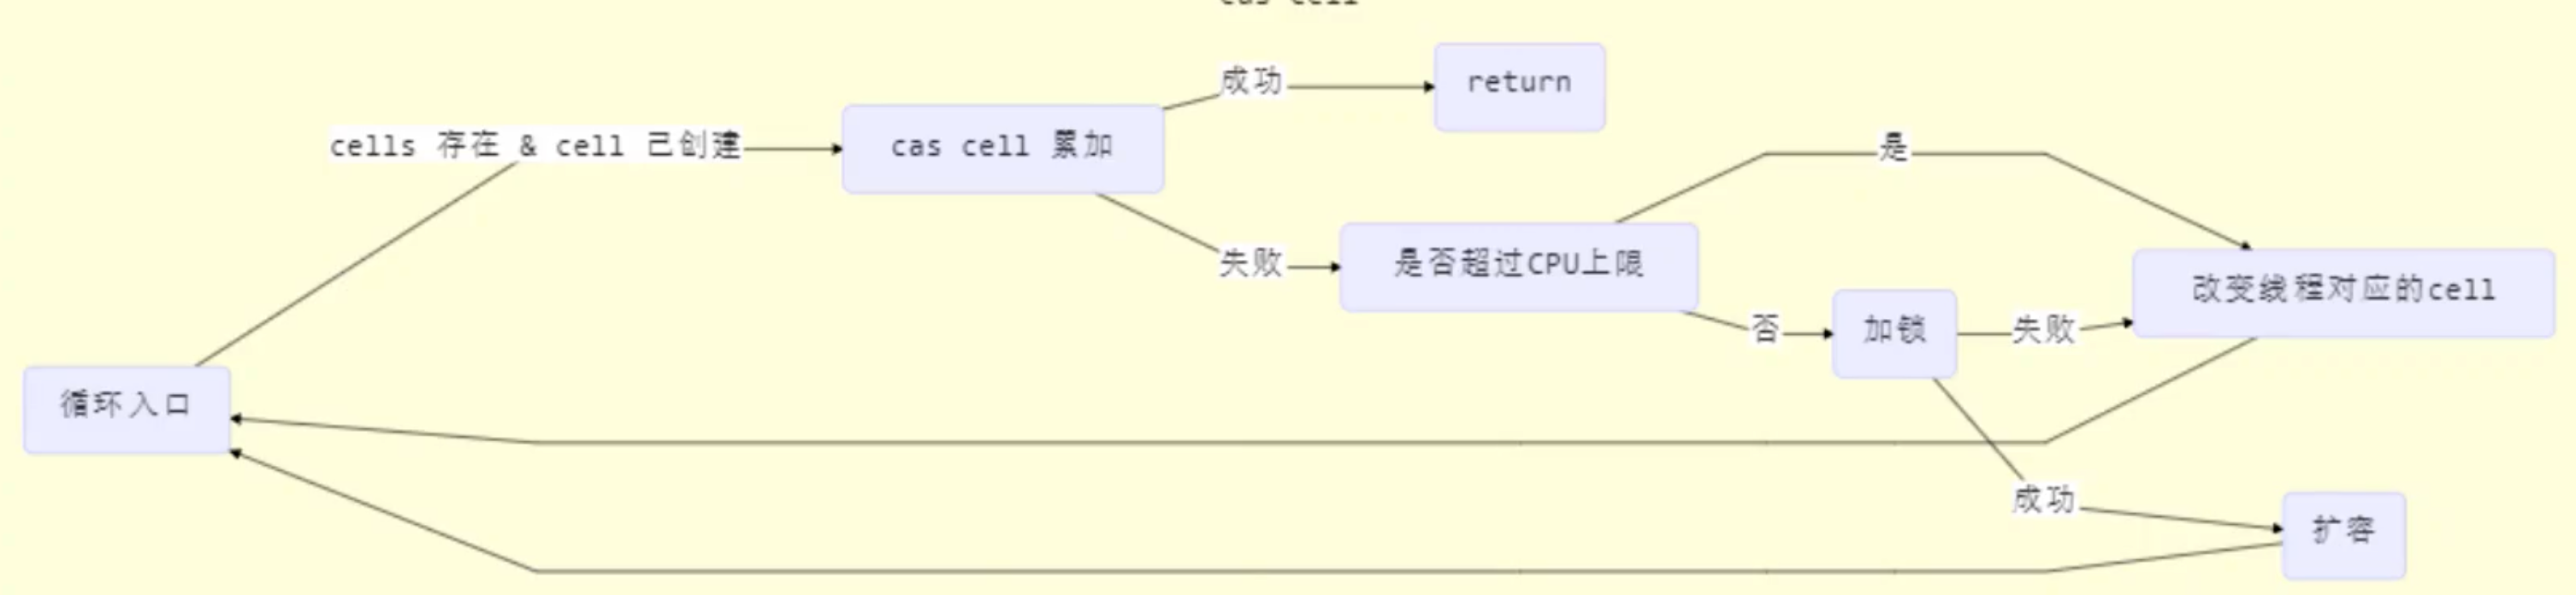 cas cell
成功
return
cells 存在 & cell 已创建
cas cell 累加
是
失败
是否超过CPU上限
改变线程对应的cell
否
加锁
失败
循环入口
成功
扩容